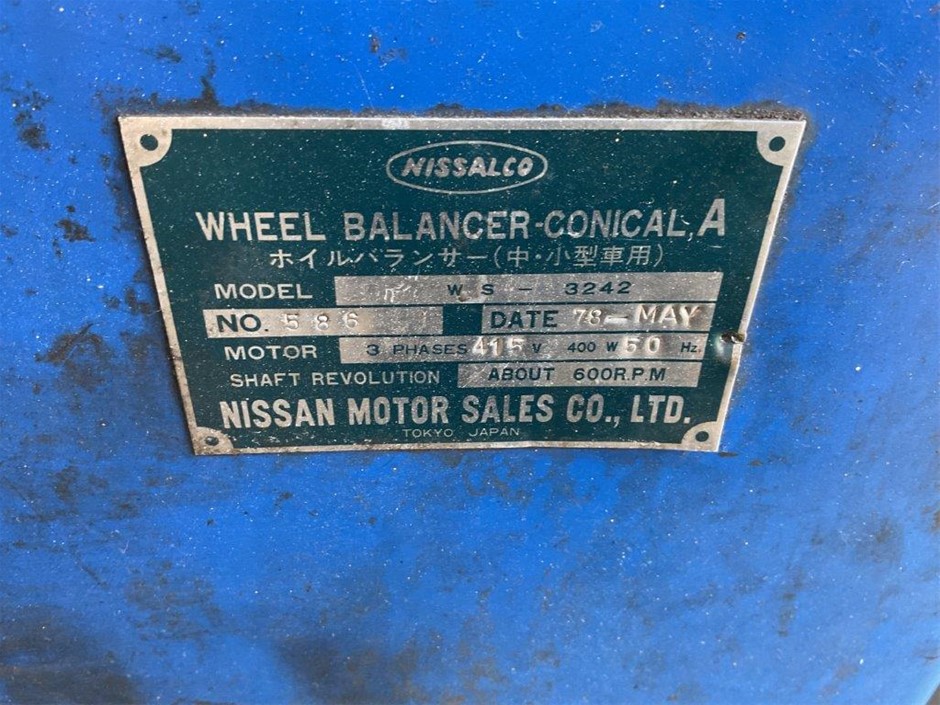 NISSALCO
WHEEL BALANCER-CONICAL, A
ホイルバランサー(中・小型車用)
MODEL WS-3242
NO. 586 DATE 78-MAY
MOTOR 3 PHASES 415 V 400 W 50 Hz.
SHAFT REVOLUTION ABOUT 600R.P.M
NISSAN MOTOR SALES CO., LTD.
TOKYO JAPAN